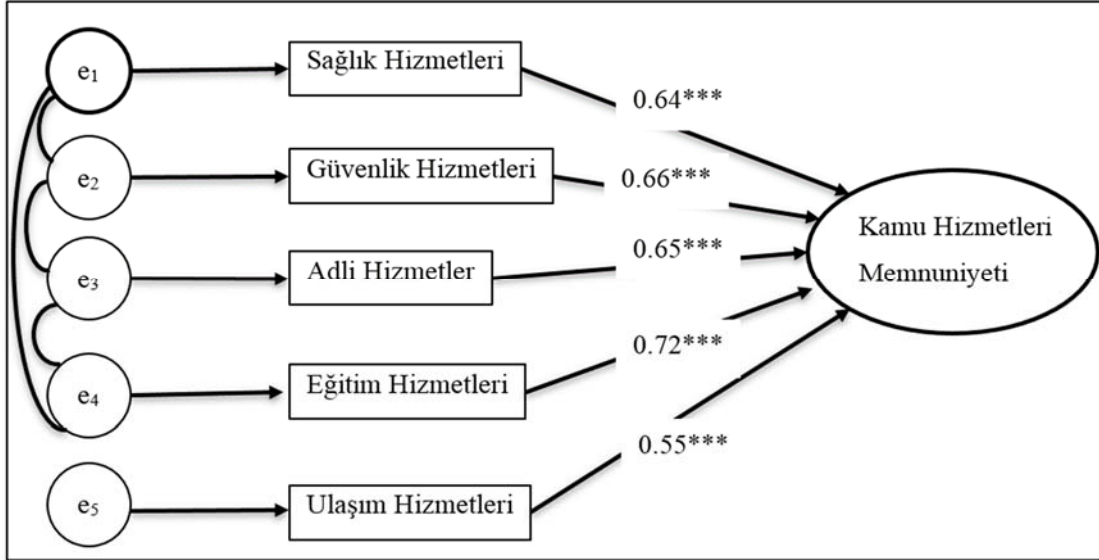 e1
Sağlık Hizmetleri
0.64***
e2
Güvenlik Hizmetleri
0.66***
Kamu Hizmetleri
Memnuniyeti
e3
Adli Hizmetler
0.65***
e4
Eğitim Hizmetleri
0.72***
e5
Ulaşım Hizmetleri
0.55***